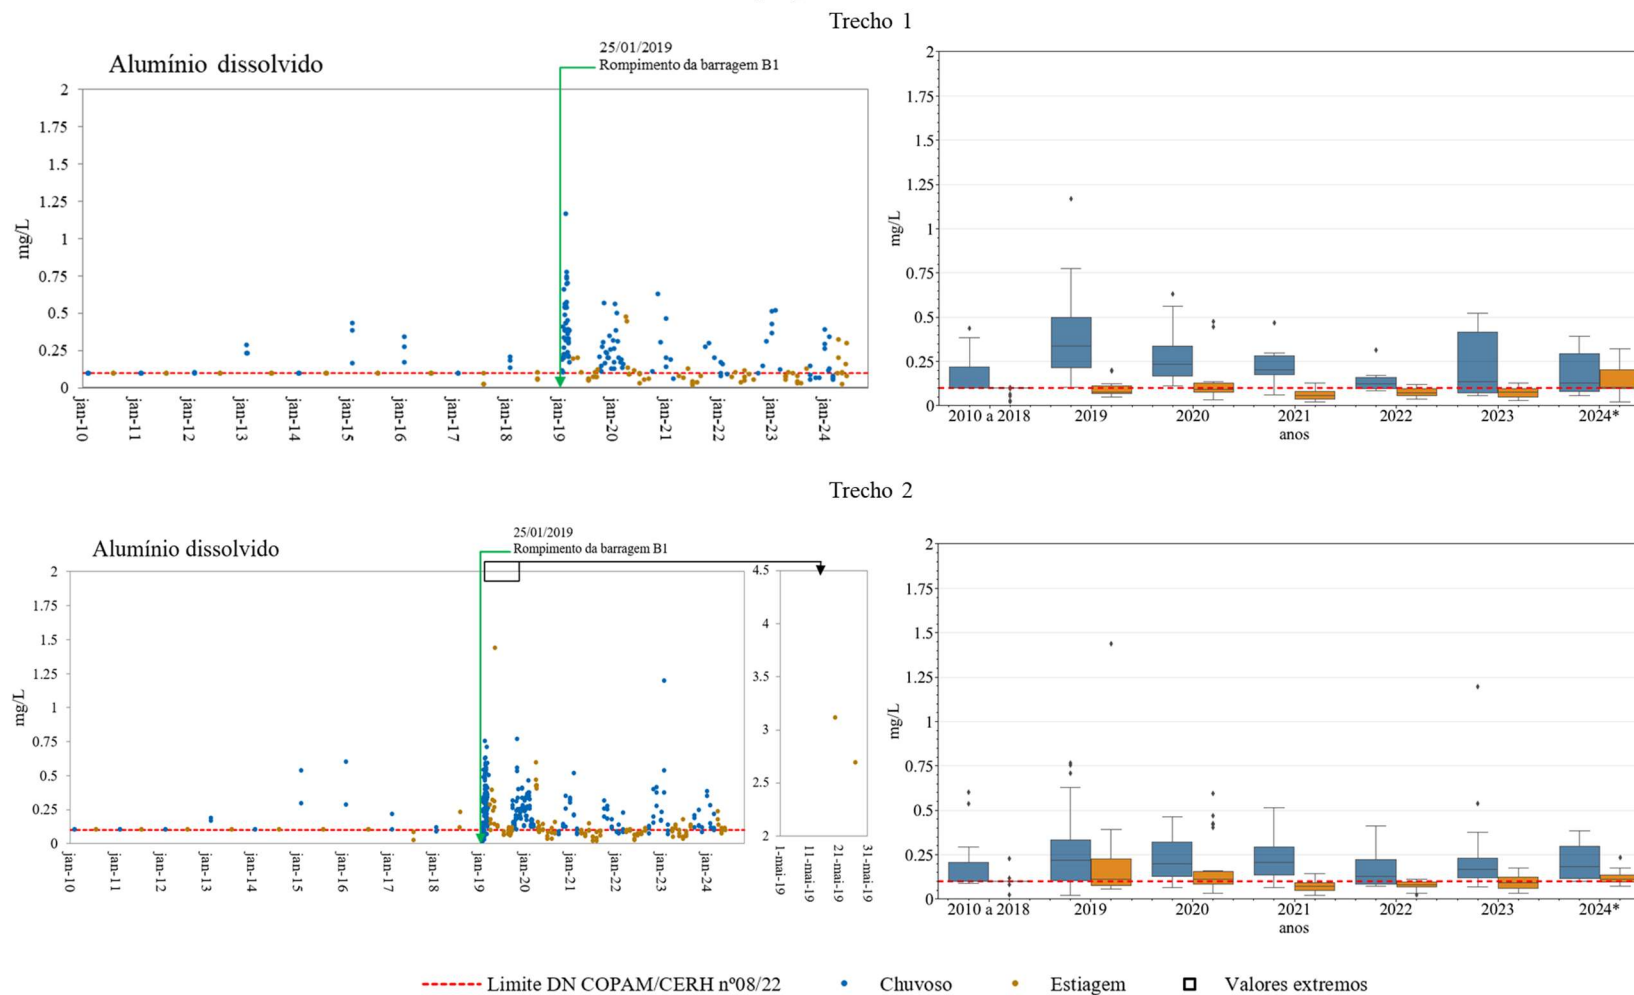 Trecho 1
Alumínio dissolvido
25/01/2019
Rompimento da barragem B1
mg/L
2
1.75
1.5
1.25
1
0.75
0.5
0.25
0
jan-10
jan-11
jan-12
jan-13
jan-14
jan-15
jan-16
jan-17
jan-18
jan-19
jan-20
jan-21
jan-22
jan-23
jan-24
mg/L
2
1.75
1.5
1.25
1
0.75
0.5
0.25
0
2010 a 2018
2019
2020
2021
2022
2023
2024*
anos
Trecho 2
Alumínio dissolvido
25/01/2019
Rompimento da barragem B1
mg/L
2
1.75
1.5
1.25
1
0.75
0.5
0.25
0
jan-10
jan-11
jan-12
jan-13
jan-14
jan-15
jan-16
jan-17
jan-18
jan-19
jan-20
jan-21
jan-22
jan-23
jan-24
4.5
4
3.5
3
2.5
2
1-mai-19
11-mai-19
21-mai-19
31-mai-19
mg/L
2
1.75
1.5
1.25
1
0.75
0.5
0.25
0
2010 a 2018
2019
2020
2021
2022
2023
2024*
anos
Limite DN COPAM/CERH nº08/22
Chuvoso
Estiagem
Valores extremos